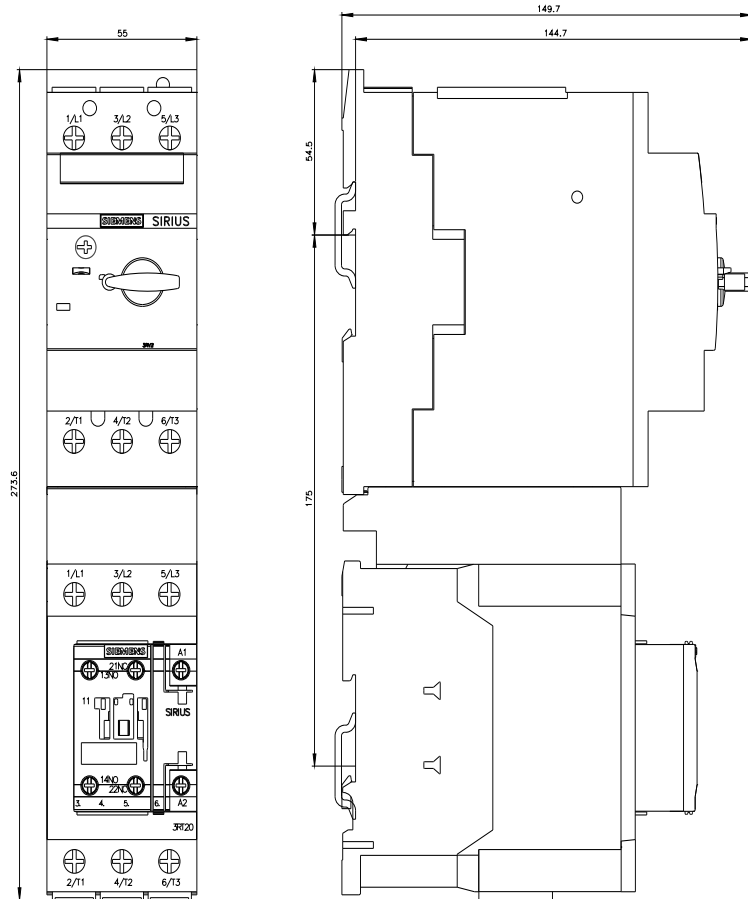 149.7
55
144.7
1/L1 3/L2 5/L3
54.5
SIEMENS SIRIUS
3RV2
2/T1 4/T2 6/T3
273.6
175
1/L1 3/L2 5/L3
SIEMENS A1
21NC
13NO
11
SIRIUS
14NO
22NC
3. 4. 5. 6. A2
3RT20
2/T1 4/T2 6/T3